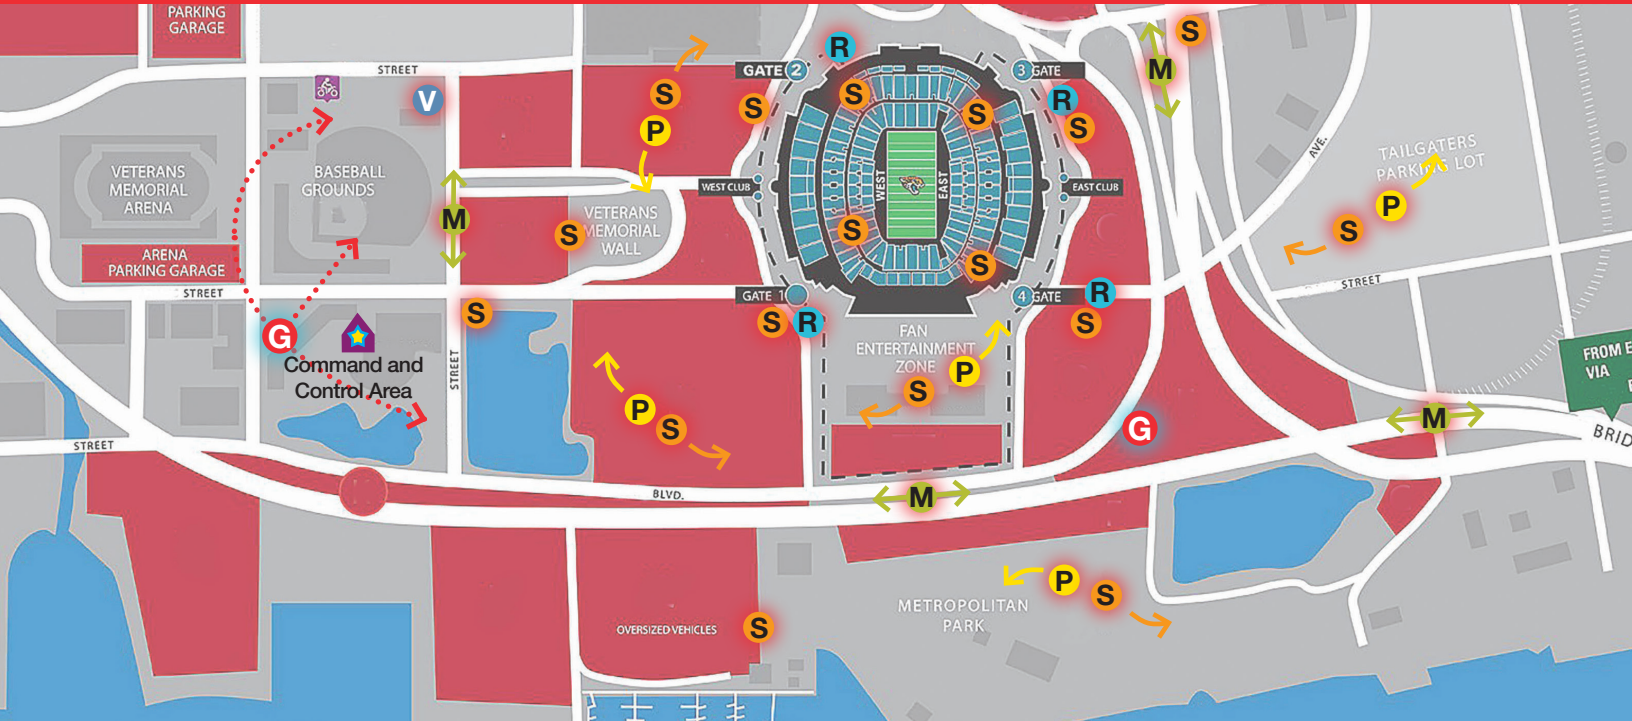 PARKING
GARAGE
STREET
V
S
P
GATE 2
R
S
S
3 GATE
R
S
S
S
M
AVE.
TAILGATERS
PARKING LOT
P
S
VETERANS
MEMORIAL
ARENA
BASEBALL
GROUNDS
WEST CLUB
WEST
EAST
EAST CLUB
M
S
VETERANS
MEMORIAL
WALL
S
S
ARENA
PARKING GARAGE
STREET
S
GATE 1
S
R
4 GATE
R
S
STREET
G
Command and
Control Area
STREET
FAN
ENTERTAINMENT
ZONE
P
S
P
S
G
M
FROM E
VIA
BRID
STREET
BLVD.
M
OVERSIZED VEHICLES
S
METROPOLITAN
PARK
P
S